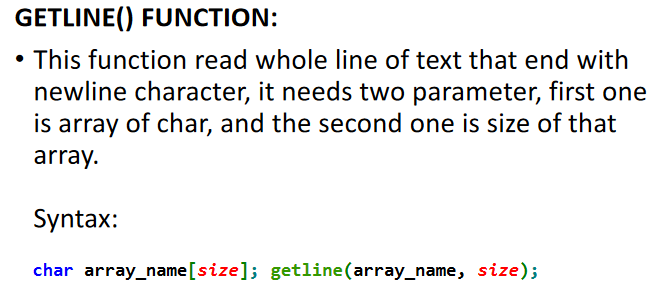 GETLINE() FUNCTION:
• This function read whole line of text that end with
newline character, it needs two parameter, first one
is array of char, and the second one is size of that
array.
Syntax:
char array_name[size]; getline(array_name, size);